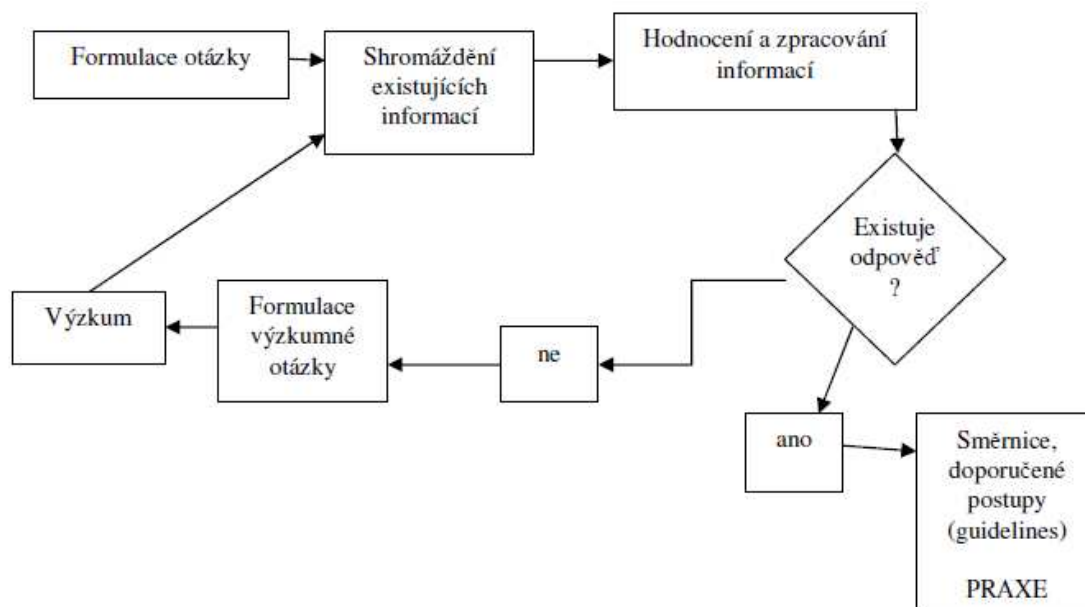 Formulace otázky
Shromáždění
existujících
informací
Hodnocení a zpracování
informací
Existuje
odpověď
?
ne
Formulace
výzkumné
otázky
Výzkum
ano
Směrnice,
doporučené
postupy
(guidelines)
PRAXE